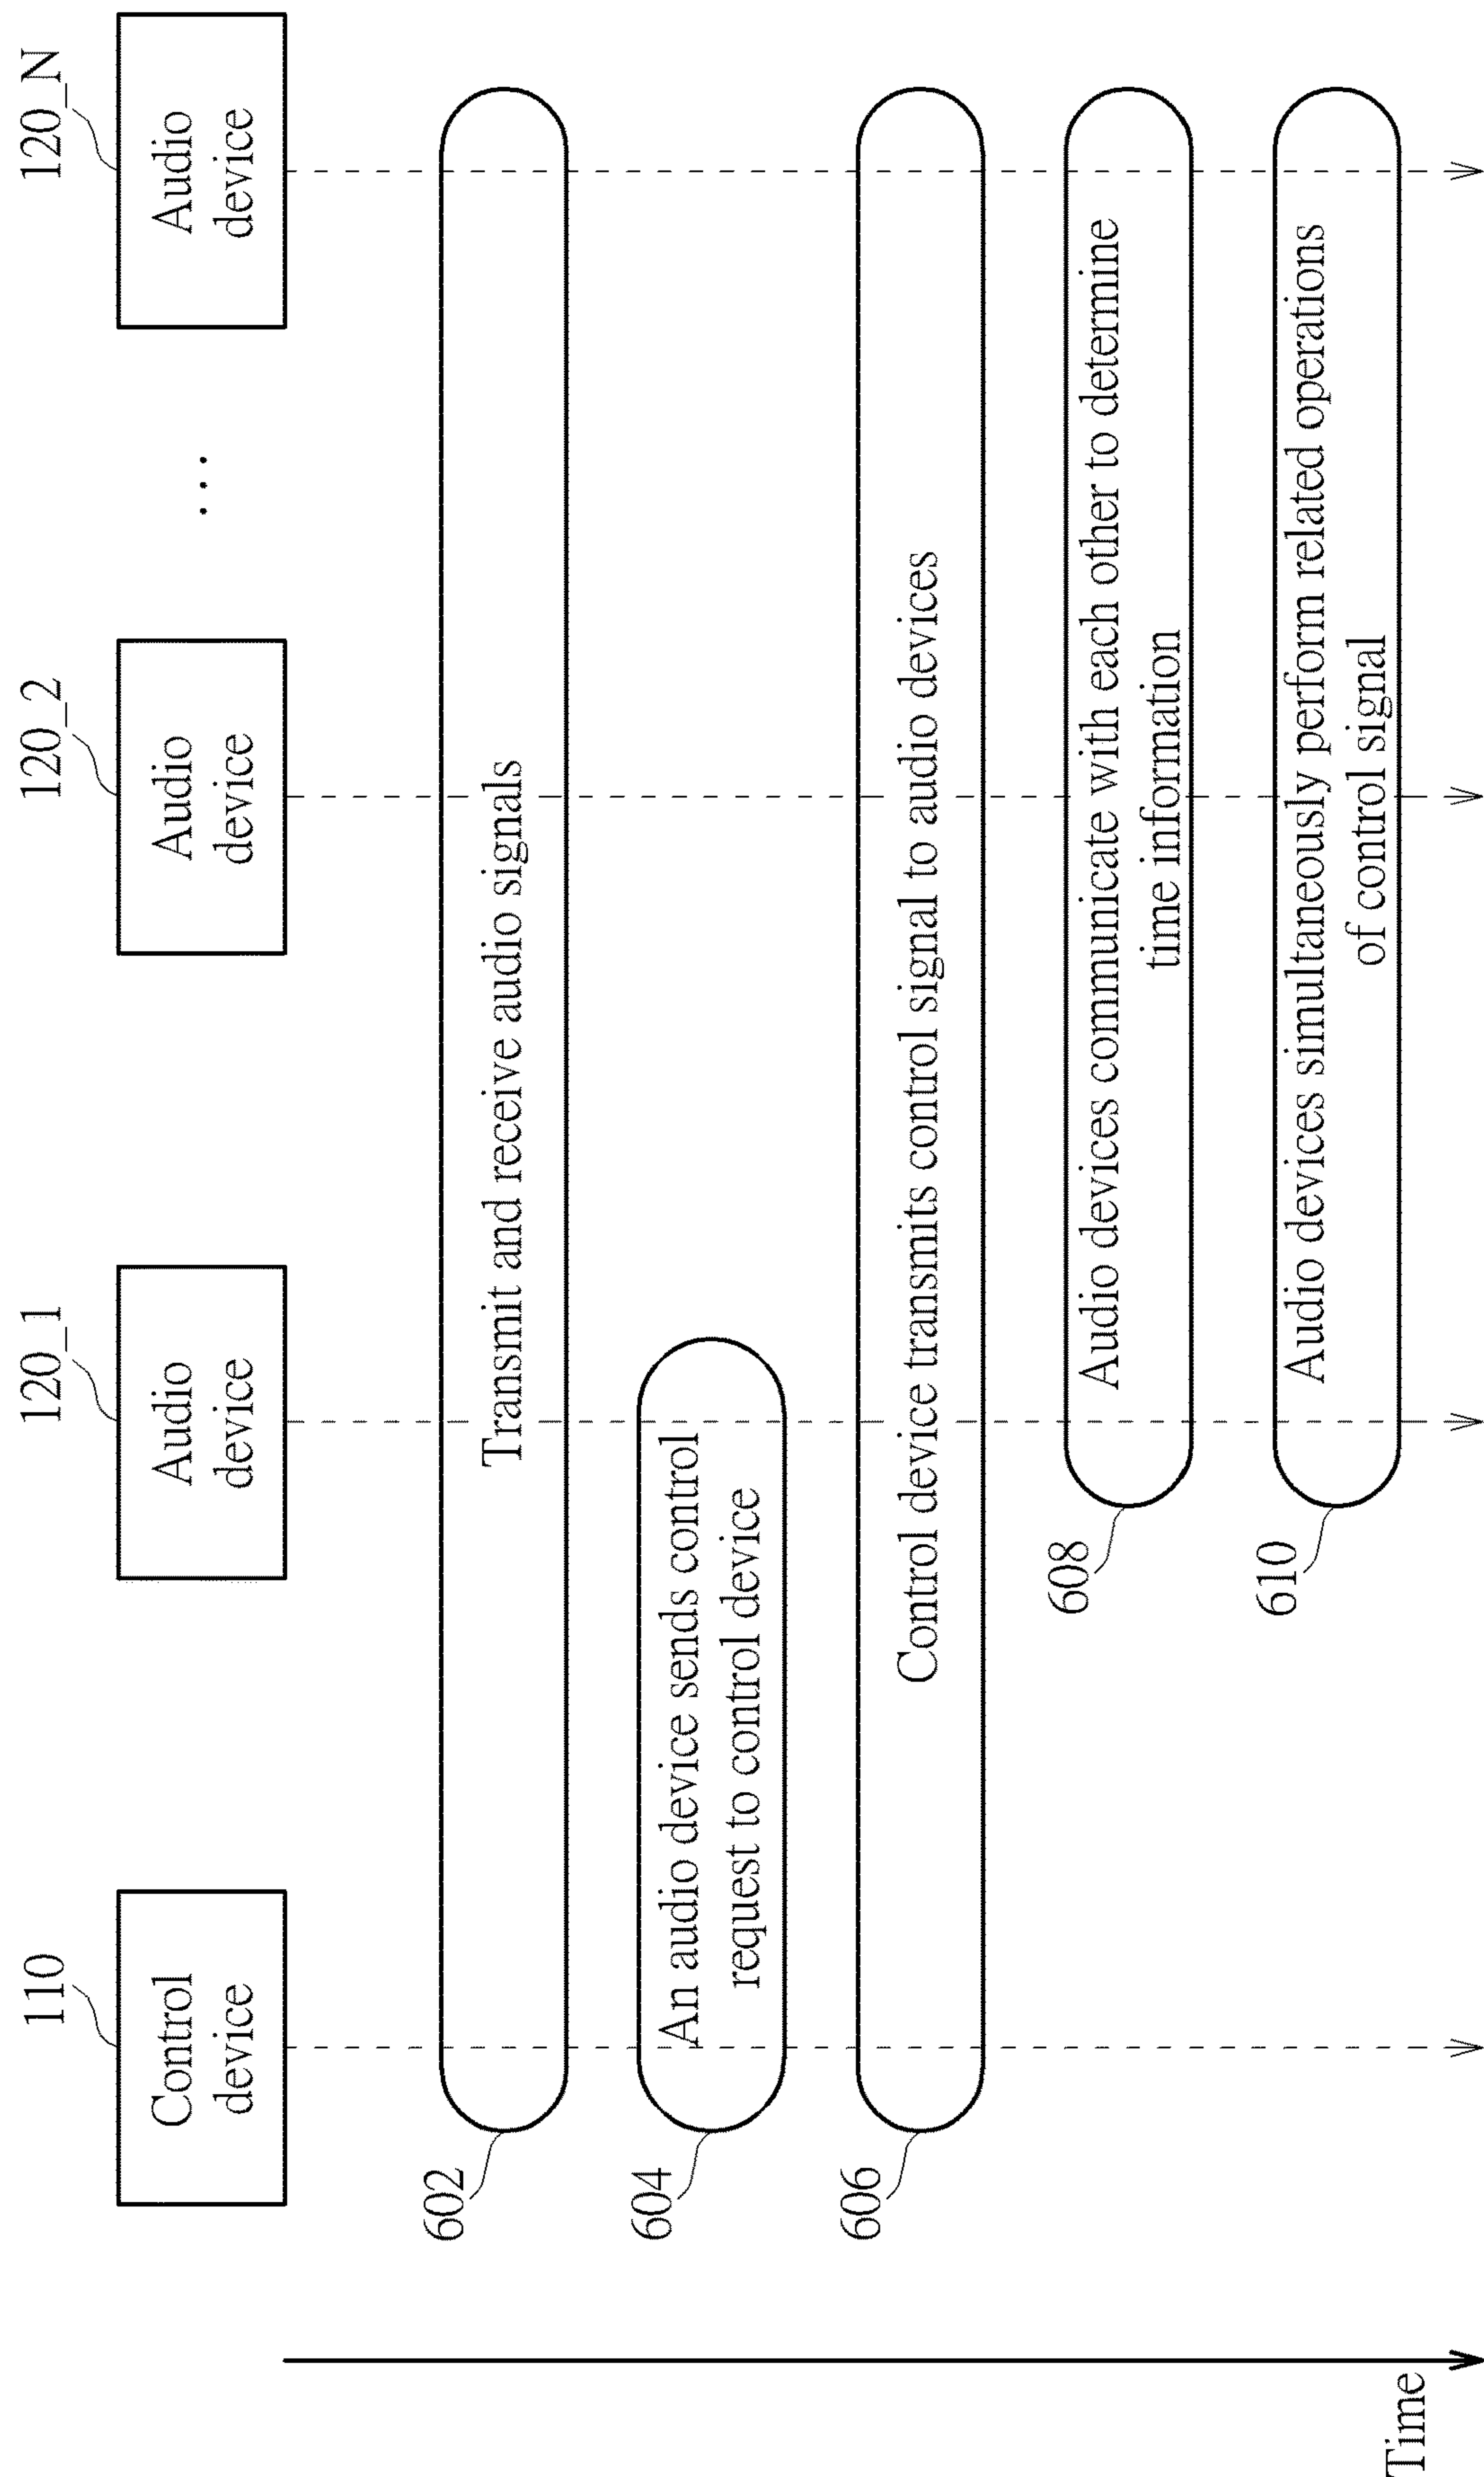 110
Control
device
120_1
Audio
device
120_2
Audio
device
...
120_N
Audio
device
602
Transmit and receive audio signals
604
An audio device sends control
request to control device
606
Control device transmits control signal to audio devices
608
Audio devices communicate with each other to determine
time information
610
Audio devices simultaneously perform related operations
of control signal
Time